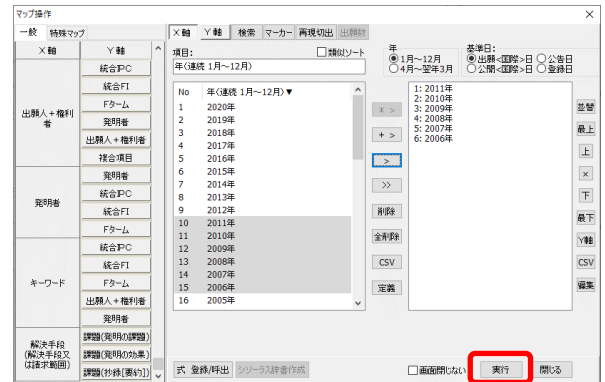 マップ操作
一般 特殊マップ
X軸 Y軸
出願人+権利者
統合IPC
統合FI
Fターム
発明者
出願人+権利者
複合項目
発明者
発明者
統合IPC
統合FI
Fターム
キーワード
統合IPC
統合FI
Fターム
出願人+権利者
発明者
解決手段
(解決手段又
は請求範囲)
課題(発明の課題)
課題(発明の効果)
課題(抄録[要約])
X軸 Y軸 検索 マーカー 再現切出 出願数
項目: 類似ソート
年(連続 1月~12月)
年
1月~12月
4月~翌年3月
基準日:
出願<国際>日 公告日
公開<国際>日 登録日
No 年(連続 1月~12月)▼
1 2020年
2 2019年
3 2018年
4 2017年
5 2016年
6 2015年
7 2014年
8 2013年
9 2012年
10 2011年
11 2010年
12 2009年
13 2008年
14 2007年
15 2006年
16 2005年
× >
+ >
>
>>
削除
全削除
CSV
定義
1: 2011年
2: 2010年
3: 2009年
4: 2008年
5: 2007年
6: 2006年
並替
最上
上
×
下
最下
Y軸
CSV
編集
式 登録/呼出 シソーラス辞書作成 画面閉じない 実行 閉じる